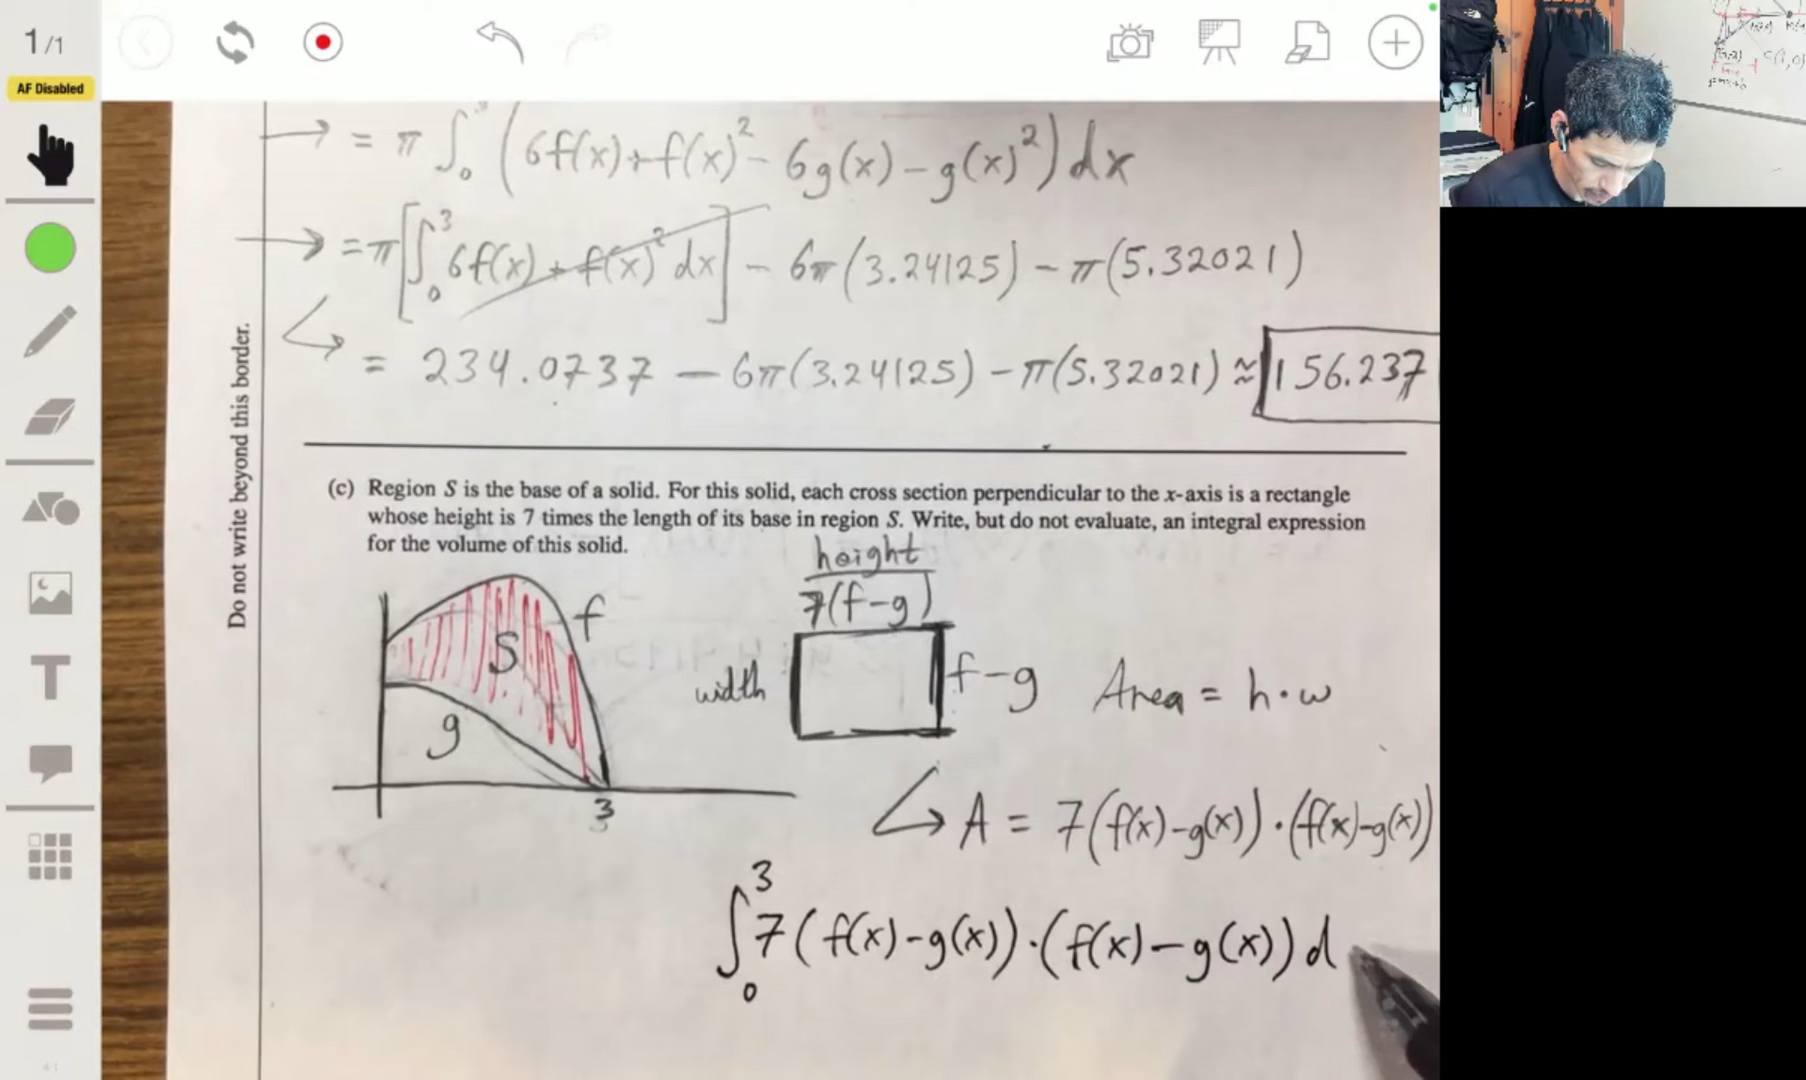 1/1
AF Disabled
→ = π ∫₀³ (6f(x)+f(x)² - 6g(x) - g(x)²) dx
→ = π[∫₀³ 6f(x) + f(x)² dx] - 6π(3.24125) - π(5.32021)
= 234.0737 - 6π(3.24125) - π(5.32021) ≈ 156.237
Do not write beyond this border.
(c) Region S is the base of a solid. For this solid, each cross section perpendicular to the x-axis is a rectangle
whose height is 7 times the length of its base in region S. Write, but do not evaluate, an integral expression
for the volume of this solid.
height
7(f-g)
f
S
g
3
width
f-g
Area = h·w
↳ A = 7(f(x)-g(x))·(f(x)-g(x))
∫₀³ 7(f(x)-g(x))·(f(x)-g(x))d
T
C(1,0)